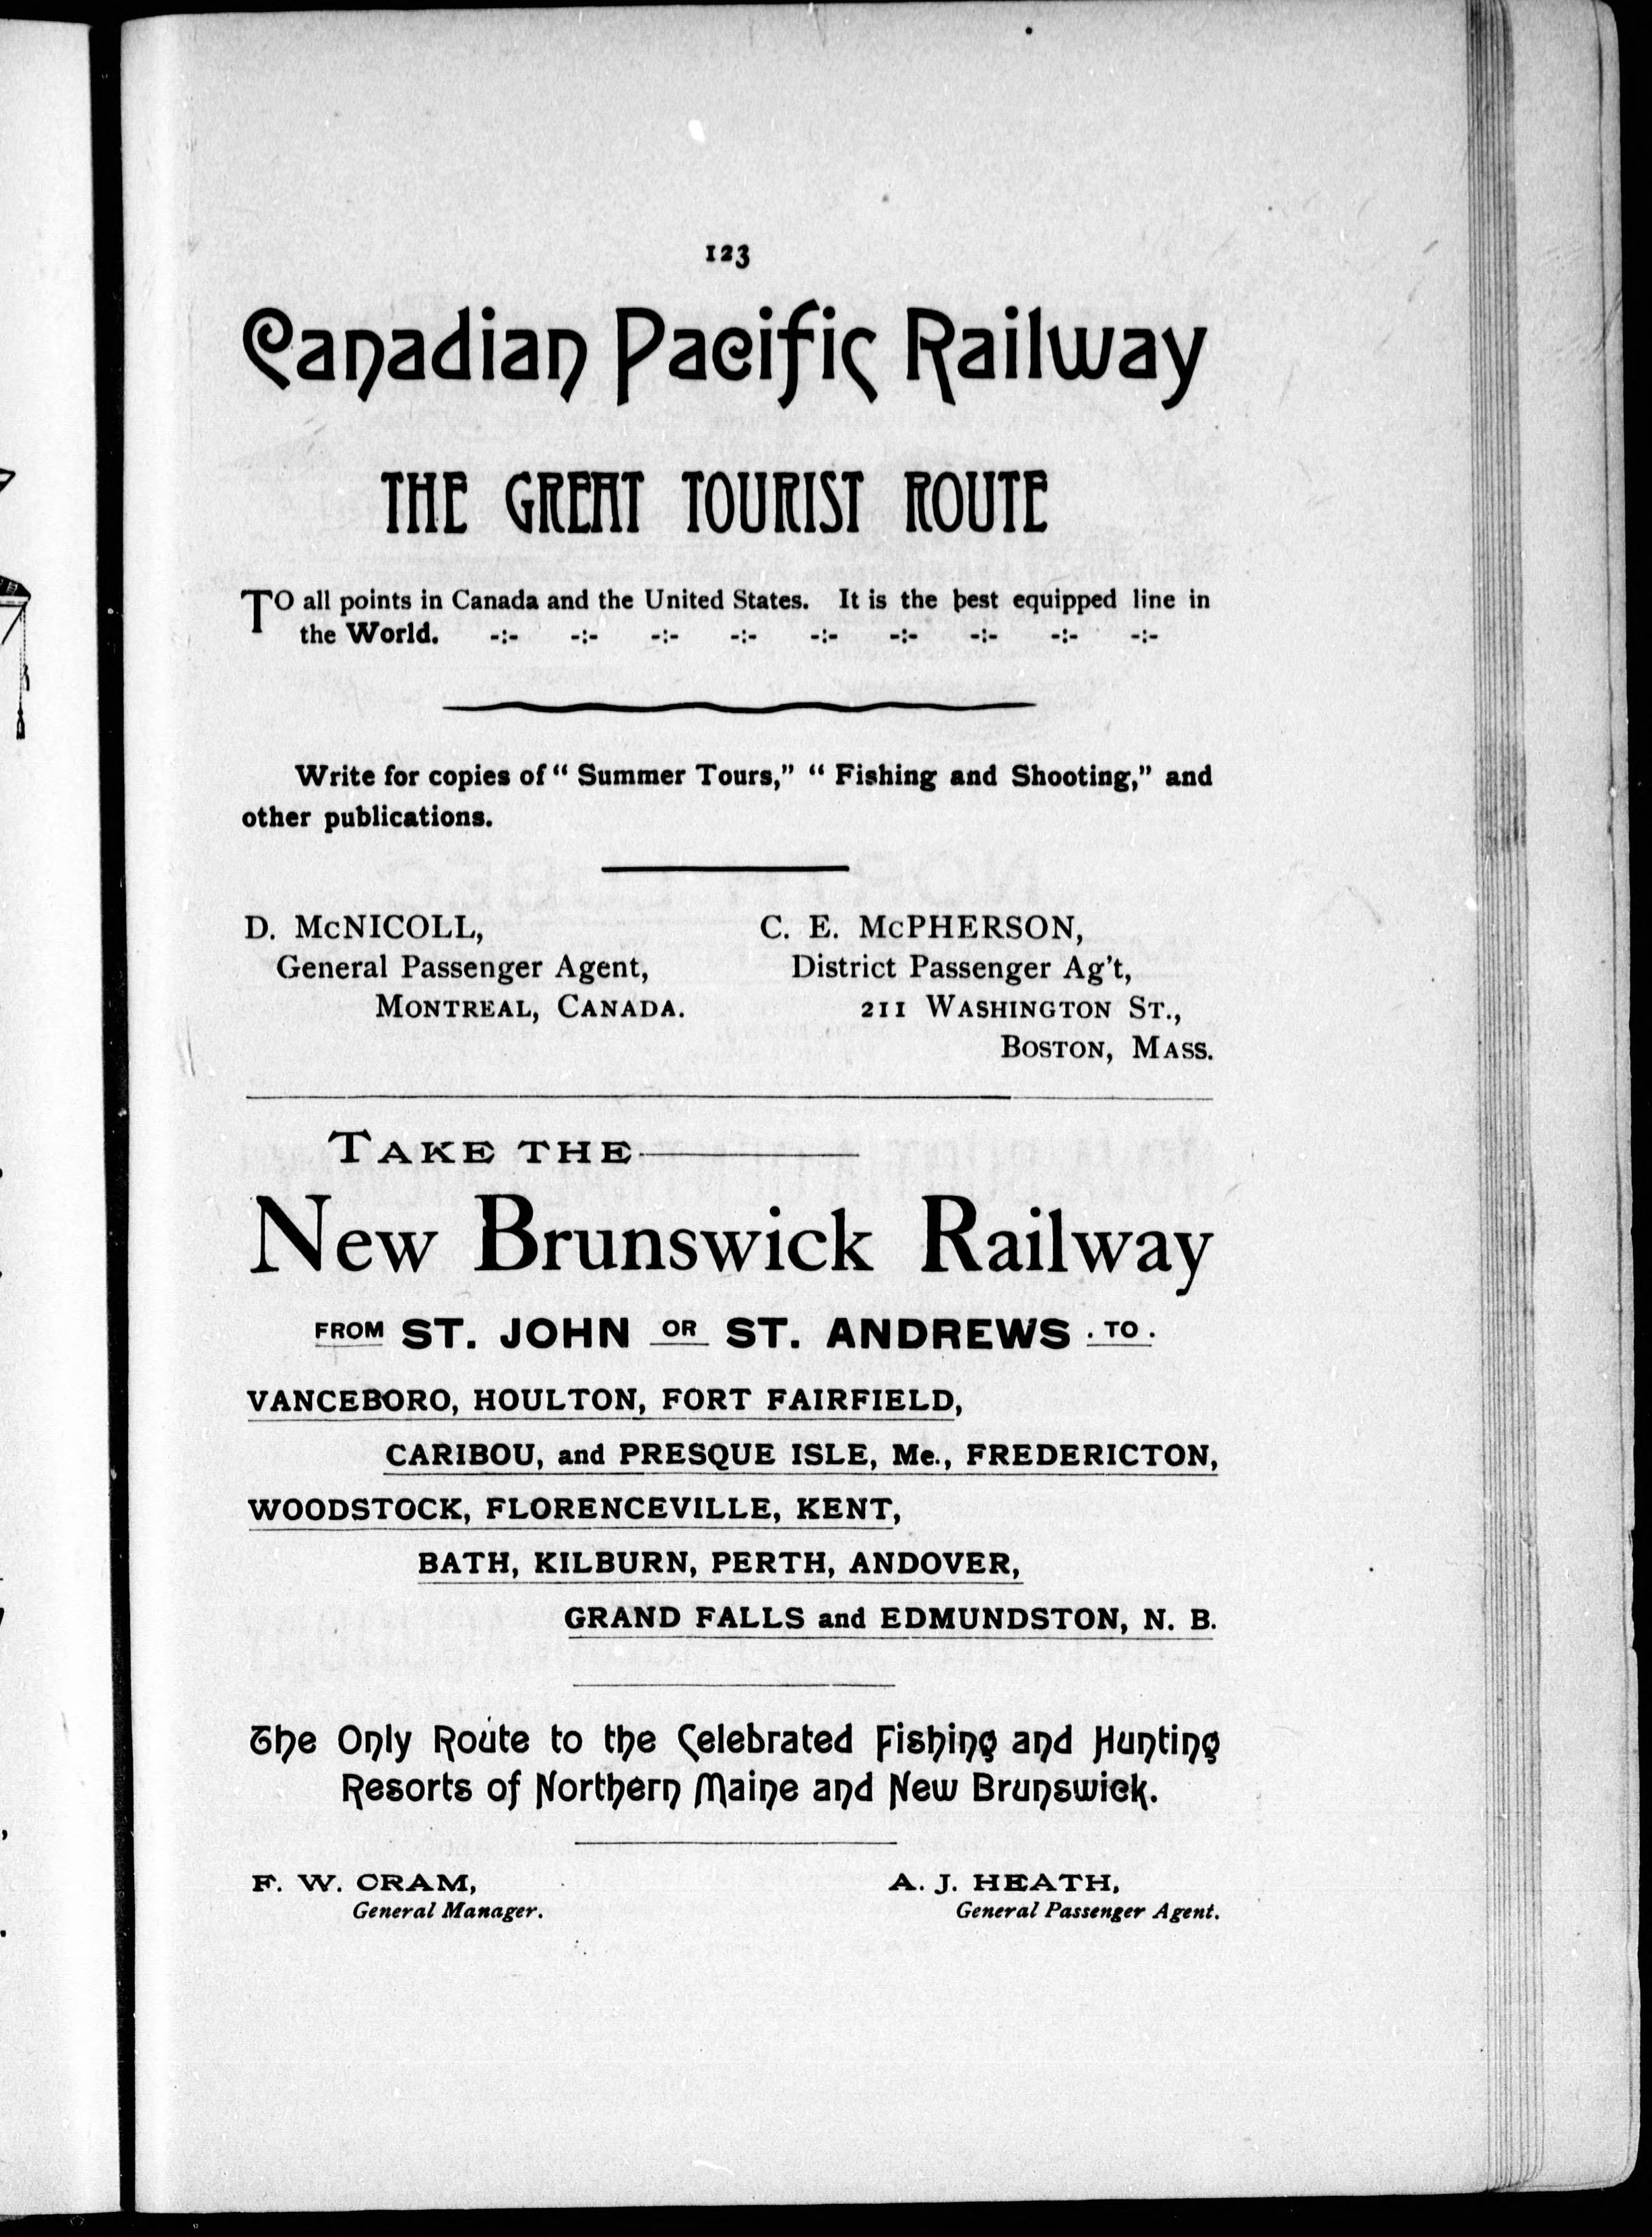 123
Canadian Pacific Railway
THE GREAT TOURIST ROUTE
TO all points in Canada and the United States. It is the best equipped line in
the World. -:- -:- -:- -:- -:- -:- -:- -:- -:-
Write for copies of “ Summer Tours,” “ Fishing and Shooting,” and
other publications.
D. McNICOLL,
General Passenger Agent,
MONTREAL, CANADA.
C. E. McPHERSON,
District Passenger Ag't,
211 WASHINGTON ST.,
BOSTON, MASS.
TAKE THE
New Brunswick Railway
FROM ST. JOHN OR ST. ANDREWS . TO .
VANCEBORO, HOULTON, FORT FAIRFIELD,
CARIBOU, and PRESQUE ISLE, Me., FREDERICTON,
WOODSTOCK, FLORENCEVILLE, KENT,
BATH, KILBURN, PERTH, ANDOVER,
GRAND FALLS and EDMUNDSTON, N. B.
The Only Route to the Celebrated Fishing and Hunting
Resorts of Northern Maine and New Brunswick.
F. W. CRAM,
General Manager.
A. J. HEATH,
General Passenger Agent.